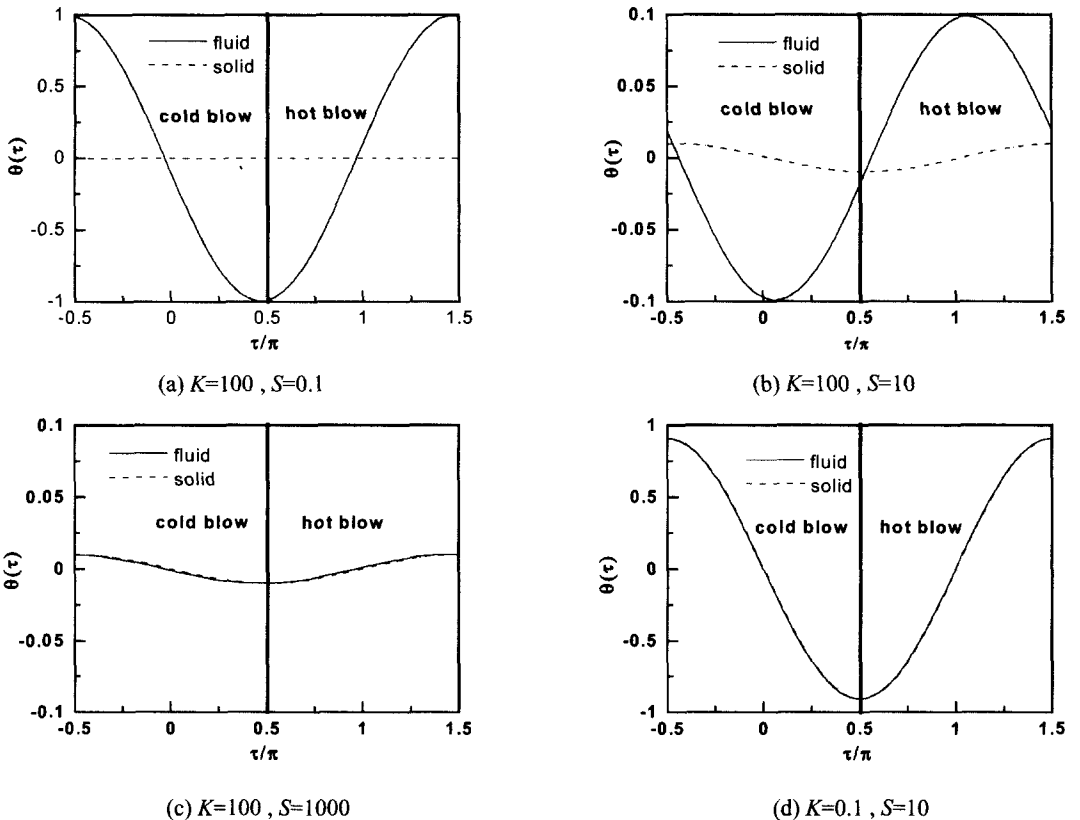 1
0.5
0
-0.5
-1
θ(τ)
fluid
solid
cold blow
hot blow
-0.5
0
0.5
1
1.5
τ/π
(a) K=100 , S=0.1
0.1
0.05
0
-0.05
-0.1
θ(τ)
fluid
solid
cold blow
hot blow
-0.5
0
0.5
1
1.5
τ/π
(b) K=100 , S=10
0.1
0.05
0
-0.05
-0.1
θ(τ)
fluid
solid
cold blow
hot blow
-0.5
0
0.5
1
1.5
τ/π
(c) K=100 , S=1000
1
0.5
0
-0.5
-1
θ(τ)
fluid
solid
cold blow
hot blow
-0.5
0
0.5
1
1.5
τ/π
(d) K=0.1 , S=10